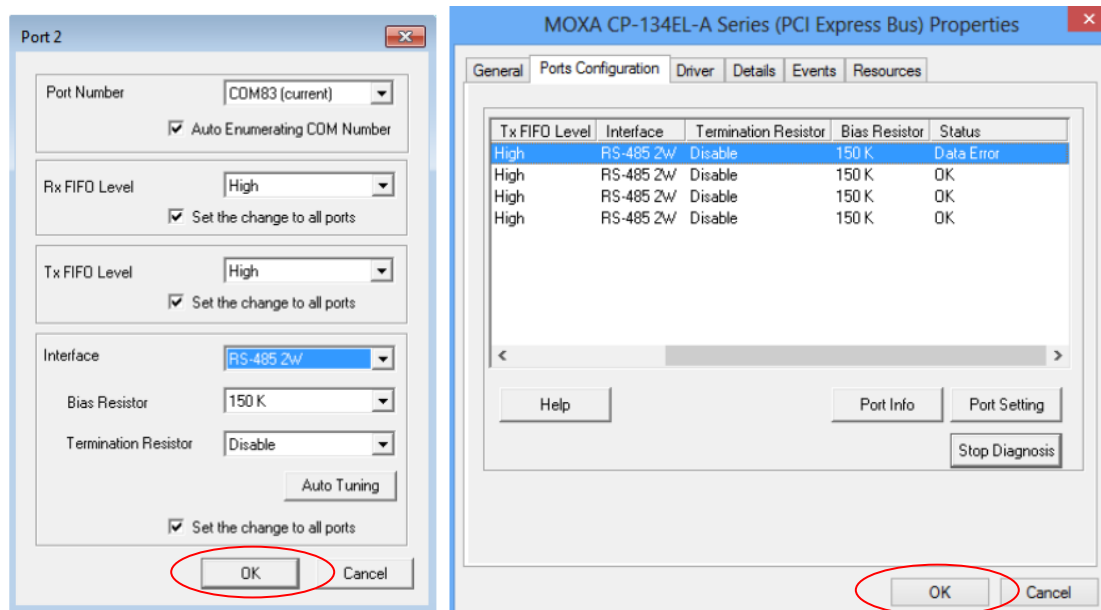 Port 2
Port Number COM83 (current)
Auto Enumerating COM Number
Rx FIFO Level High
Set the change to all ports
Tx FIFO Level High
Set the change to all ports
Interface RS-485 2W
Bias Resistor 150 K
Termination Resistor Disable
Auto Tuning
Set the change to all ports
OK Cancel
MOXA CP-134EL-A Series (PCI Express Bus) Properties
General Ports Configuration Driver Details Events Resources
Tx FIFO Level Interface Termination Resistor Bias Resistor Status
High RS-485 2W Disable 150 K Data Error
High RS-485 2W Disable 150 K OK
High RS-485 2W Disable 150 K OK
High RS-485 2W Disable 150 K OK
Help Port Info Port Setting
Stop Diagnosis
OK Cancel